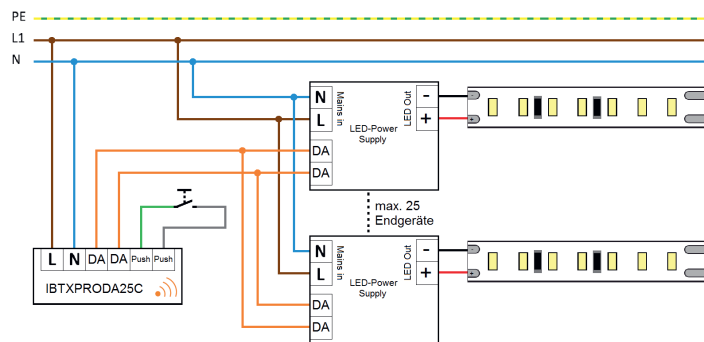 PE
L1
N
N
Mains in
LED Out
-
L
LED-Power
Supply
+
DA
DA
- 
+
max. 25
Endgeräte
N
Mains in
LED Out
-
L
LED-Power
Supply
+
DA
DA
-
+
L N DA DA Push Push
IBTXPRODA25C